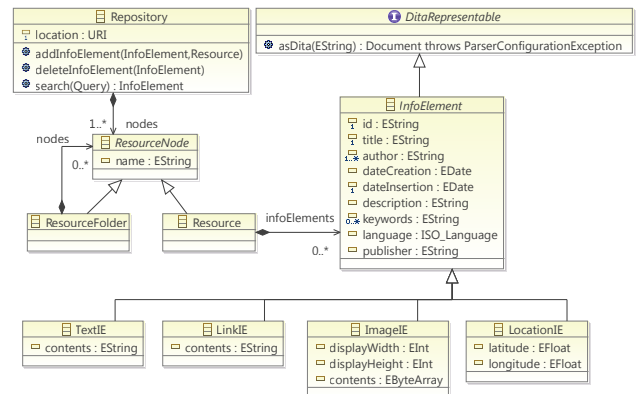 Repository
location : URI
addInfoElement(InfoElement,Resource)
deleteInfoElement(InfoElement)
search(Query) : InfoElement
I DitaRepresentable
asDita(EString) : Document throws ParserConfigurationException
1..* nodes
nodes
0..*
ResourceNode
name : EString
ResourceFolder
Resource
infoElements
0..*
InfoElement
1 id : EString
1 title : EString
1..* author : EString
dateCreation : EDate
1 dateInsertion : EDate
description : EString
0..* keywords : EString
language : ISO_Language
publisher : EString
TextIE
contents : EString
LinkIE
contents : EString
ImageIE
displayWidth : EInt
displayHeight : EInt
contents : EByteArray
LocationIE
latitude : EFloat
longitude : EFloat